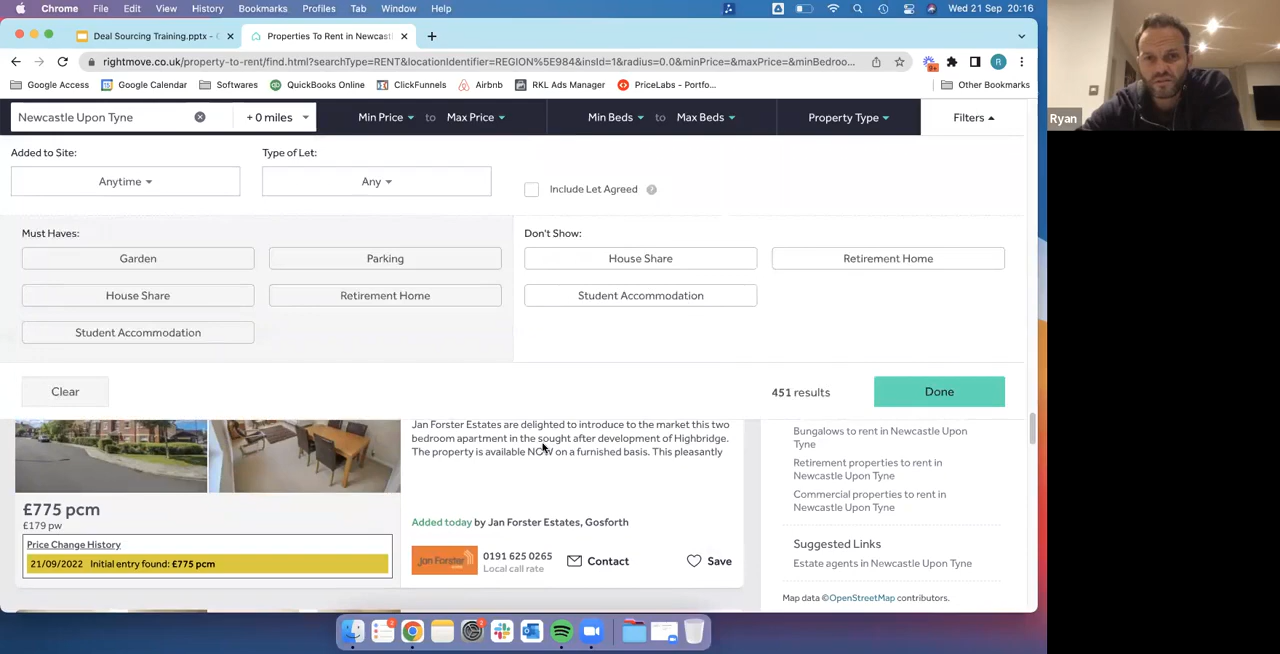 Chrome File Edit View History Bookmarks Profiles Tab Window Help Wed 21 Sep 20:16
Deal Sourcing Training.pptx - Properties To Rent in Newcast
rightmove.co.uk/property-to-rent/find.html?searchType=RENT&locationIdentifier=REGION%5E984&insId=1&radius=0.0&minPrice=&maxPrice=&minBedroo... R
Google Access Google Calendar Softwares QuickBooks Online ClickFunnels Airbnb RKL Ads Manager PriceLabs - Portfo... Other Bookmarks
Newcastle Upon Tyne + 0 miles Min Price to Max Price Min Beds to Max Beds Property Type Filters
Ryan
Added to Site: Type of Let:
Anytime Any Include Let Agreed ?
Must Haves: Don't Show:
Garden Parking House Share Retirement Home
House Share Retirement Home Student Accommodation
Student Accommodation
Clear 451 results Done
Jan Forster Estates are delighted to introduce to the market this two
bedroom apartment in the sought after development of Highbridge.
The property is available NOW on a furnished basis. This pleasantly
£775 pcm
£179 pw
Price Change History
21/09/2022 Initial entry found: £775 pcm
Added today by Jan Forster Estates, Gosforth
Jan Forster
0191 625 0265
Local call rate
Contact Save
Bungalows to rent in Newcastle Upon
Tyne
Retirement properties to rent in
Newcastle Upon Tyne
Commercial properties to rent in
Newcastle Upon Tyne
Suggested Links
Estate agents in Newcastle Upon Tyne
Map data ©OpenStreetMap contributors.